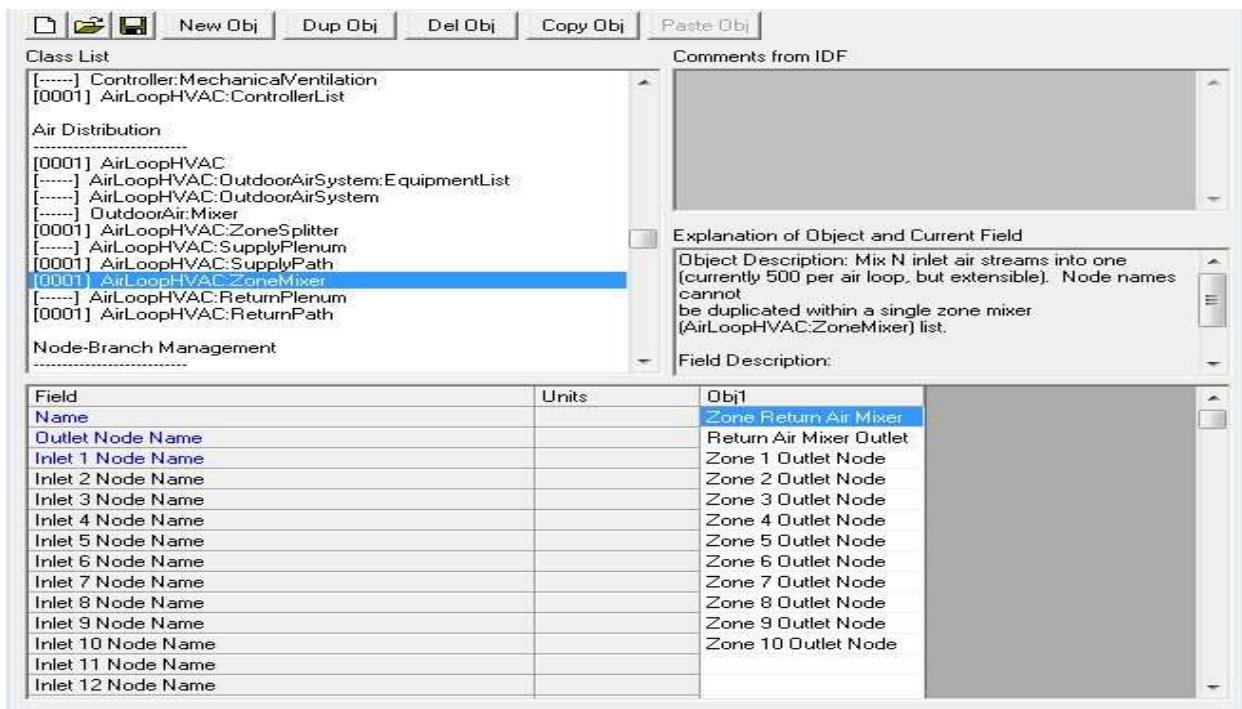 New Obj Dup Obj Del Obj Copy Obj Paste Obj
Class List
[------] Controller:MechanicalVentilation
[0001] AirLoopHVAC:ControllerList
Air Distribution
---------------------------
[0001] AirLoopHVAC
[------] AirLoopHVAC:OutdoorAirSystem:EquipmentList
[------] AirLoopHVAC:OutdoorAirSystem
[------] OutdoorAir:Mixer
[0001] AirLoopHVAC:ZoneSplitter
[------] AirLoopHVAC:SupplyPlenum
[0001] AirLoopHVAC:SupplyPath
[0001] AirLoopHVAC:ZoneMixer
[------] AirLoopHVAC:ReturnPlenum
[0001] AirLoopHVAC:ReturnPath
Node-Branch Management
---------------------------
Comments from IDF
Explanation of Object and Current Field
Object Description: Mix N inlet air streams into one
(currently 500 per air loop, but extensible). Node names
cannot
be duplicated within a single zone mixer
(AirLoopHVAC:ZoneMixer) list.
Field Description:
Field Units Obj1
Name Zone Return Air Mixer
Outlet Node Name Return Air Mixer Outlet
Inlet 1 Node Name Zone 1 Outlet Node
Inlet 2 Node Name Zone 2 Outlet Node
Inlet 3 Node Name Zone 3 Outlet Node
Inlet 4 Node Name Zone 4 Outlet Node
Inlet 5 Node Name Zone 5 Outlet Node
Inlet 6 Node Name Zone 6 Outlet Node
Inlet 7 Node Name Zone 7 Outlet Node
Inlet 8 Node Name Zone 8 Outlet Node
Inlet 9 Node Name Zone 9 Outlet Node
Inlet 10 Node Name Zone 10 Outlet Node
Inlet 11 Node Name
Inlet 12 Node Name